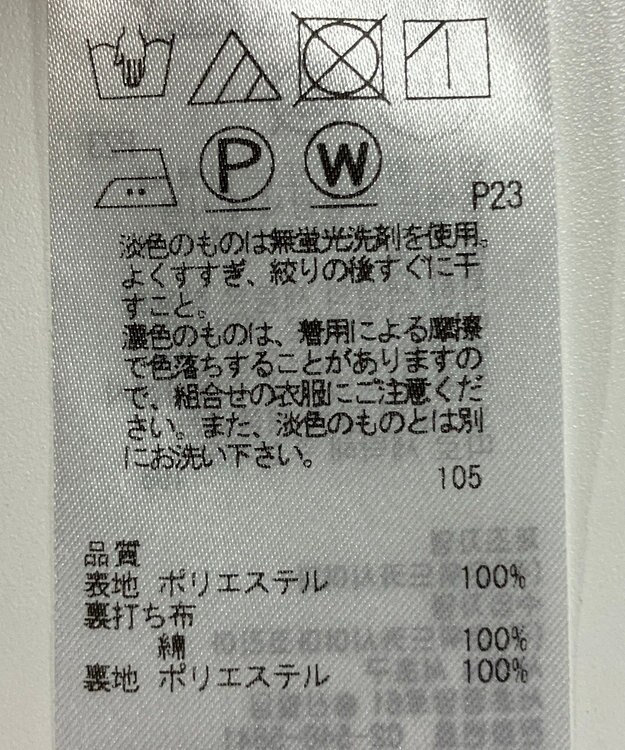 P W
P23
淡色のものは無蛍光洗剤を使用。
よくすすぎ、絞りの後すぐに干
すこと。
濃色のものは、着用による摩擦
で色落ちすることがありますの
で、組合せの衣服にご注意くだ
さい。また、淡色のものとは別
にお洗い下さい。
105
品質
表地 ポリエステル 100%
裏打ち布
綿 100%
裏地 ポリエステル 100%